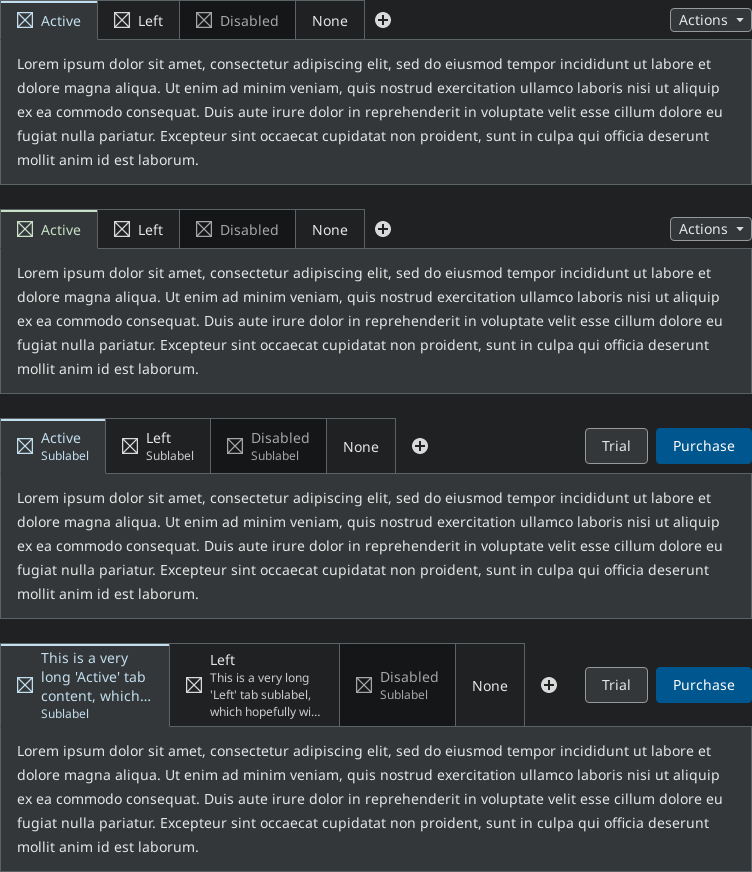 Active Left Disabled None Actions
Lorem ipsum dolor sit amet, consectetur adipiscing elit, sed do eiusmod tempor incididunt ut labore et
dolore magna aliqua. Ut enim ad minim veniam, quis nostrud exercitation ullamco laboris nisi ut aliquip
ex ea commodo consequat. Duis aute irure dolor in reprehenderit in voluptate velit esse cillum dolore eu
fugiat nulla pariatur. Excepteur sint occaecat cupidatat non proident, sunt in culpa qui officia deserunt
mollit anim id est laborum.
Active Left Disabled None Actions
Lorem ipsum dolor sit amet, consectetur adipiscing elit, sed do eiusmod tempor incididunt ut labore et
dolore magna aliqua. Ut enim ad minim veniam, quis nostrud exercitation ullamco laboris nisi ut aliquip
ex ea commodo consequat. Duis aute irure dolor in reprehenderit in voluptate velit esse cillum dolore eu
fugiat nulla pariatur. Excepteur sint occaecat cupidatat non proident, sunt in culpa qui officia deserunt
mollit anim id est laborum.
Active
Sublabel
Left
Sublabel
Disabled
Sublabel
None
Trial
Purchase
Lorem ipsum dolor sit amet, consectetur adipiscing elit, sed do eiusmod tempor incididunt ut labore et
dolore magna aliqua. Ut enim ad minim veniam, quis nostrud exercitation ullamco laboris nisi ut aliquip
ex ea commodo consequat. Duis aute irure dolor in reprehenderit in voluptate velit esse cillum dolore eu
fugiat nulla pariatur. Excepteur sint occaecat cupidatat non proident, sunt in culpa qui officia deserunt
mollit anim id est laborum.
This is a very
long 'Active' tab
content, which...
Sublabel
Left
This is a very long
'Left' tab sublabel,
which hopefully wi...
Disabled
Sublabel
None
Trial
Purchase
Lorem ipsum dolor sit amet, consectetur adipiscing elit, sed do eiusmod tempor incididunt ut labore et
dolore magna aliqua. Ut enim ad minim veniam, quis nostrud exercitation ullamco laboris nisi ut aliquip
ex ea commodo consequat. Duis aute irure dolor in reprehenderit in voluptate velit esse cillum dolore eu
fugiat nulla pariatur. Excepteur sint occaecat cupidatat non proident, sunt in culpa qui officia deserunt
mollit anim id est laborum.